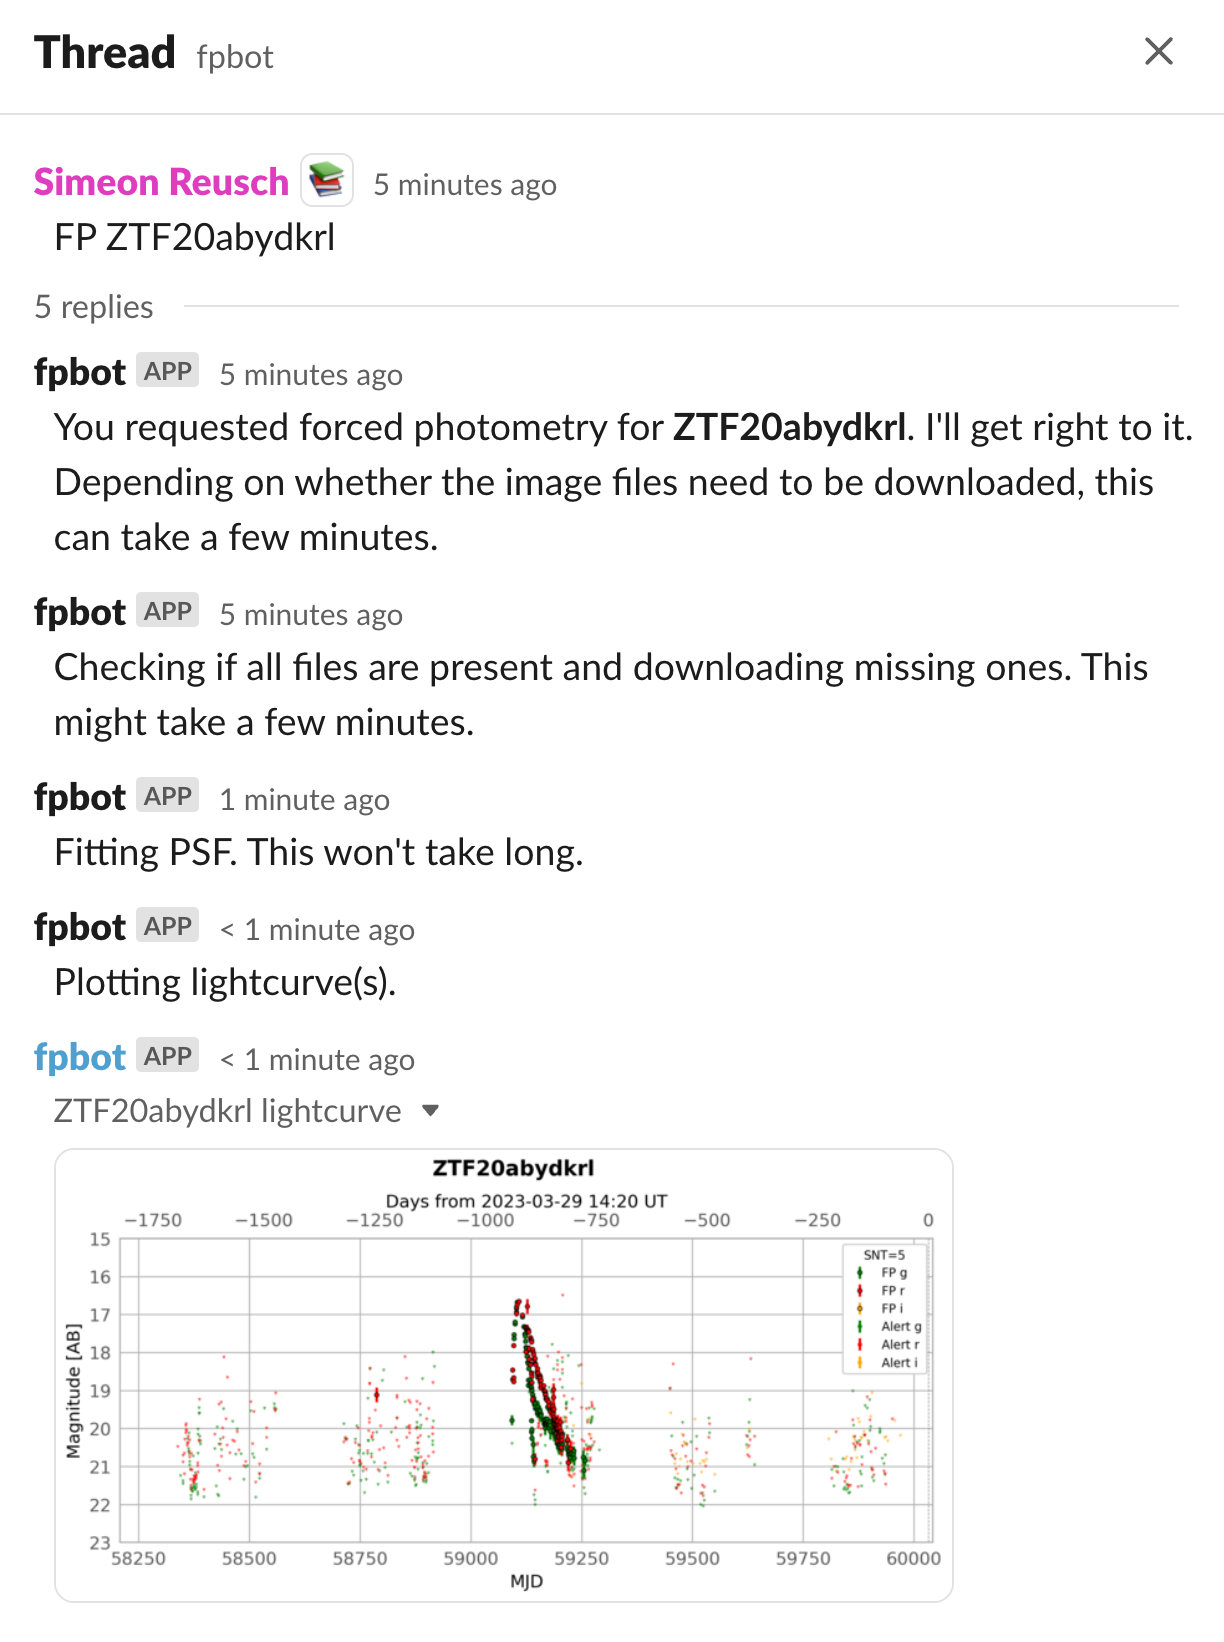 Thread fpbot
Simeon Reusch 5 minutes ago
FP ZTF20abydkrl
5 replies
fpbot APP 5 minutes ago
You requested forced photometry for ZTF20abydkrl. I'll get right to it.
Depending on whether the image files need to be downloaded, this
can take a few minutes.
fpbot APP 5 minutes ago
Checking if all files are present and downloading missing ones. This
might take a few minutes.
fpbot APP 1 minute ago
Fitting PSF. This won't take long.
fpbot APP < 1 minute ago
Plotting lightcurve(s).
fpbot APP < 1 minute ago
ZTF20abydkrl lightcurve
ZTF20abydkrl
Days from 2023-03-29 14:20 UT
−1750 −1500 −1250 −1000 −750 −500 −250 0
15
16
17
18
19
20
21
22
23
Magnitude [AB]
SNT=5
FP g
FP r
FP i
Alert g
Alert r
Alert i
58250 58500 58750 59000 59250 59500 59750 60000
MJD